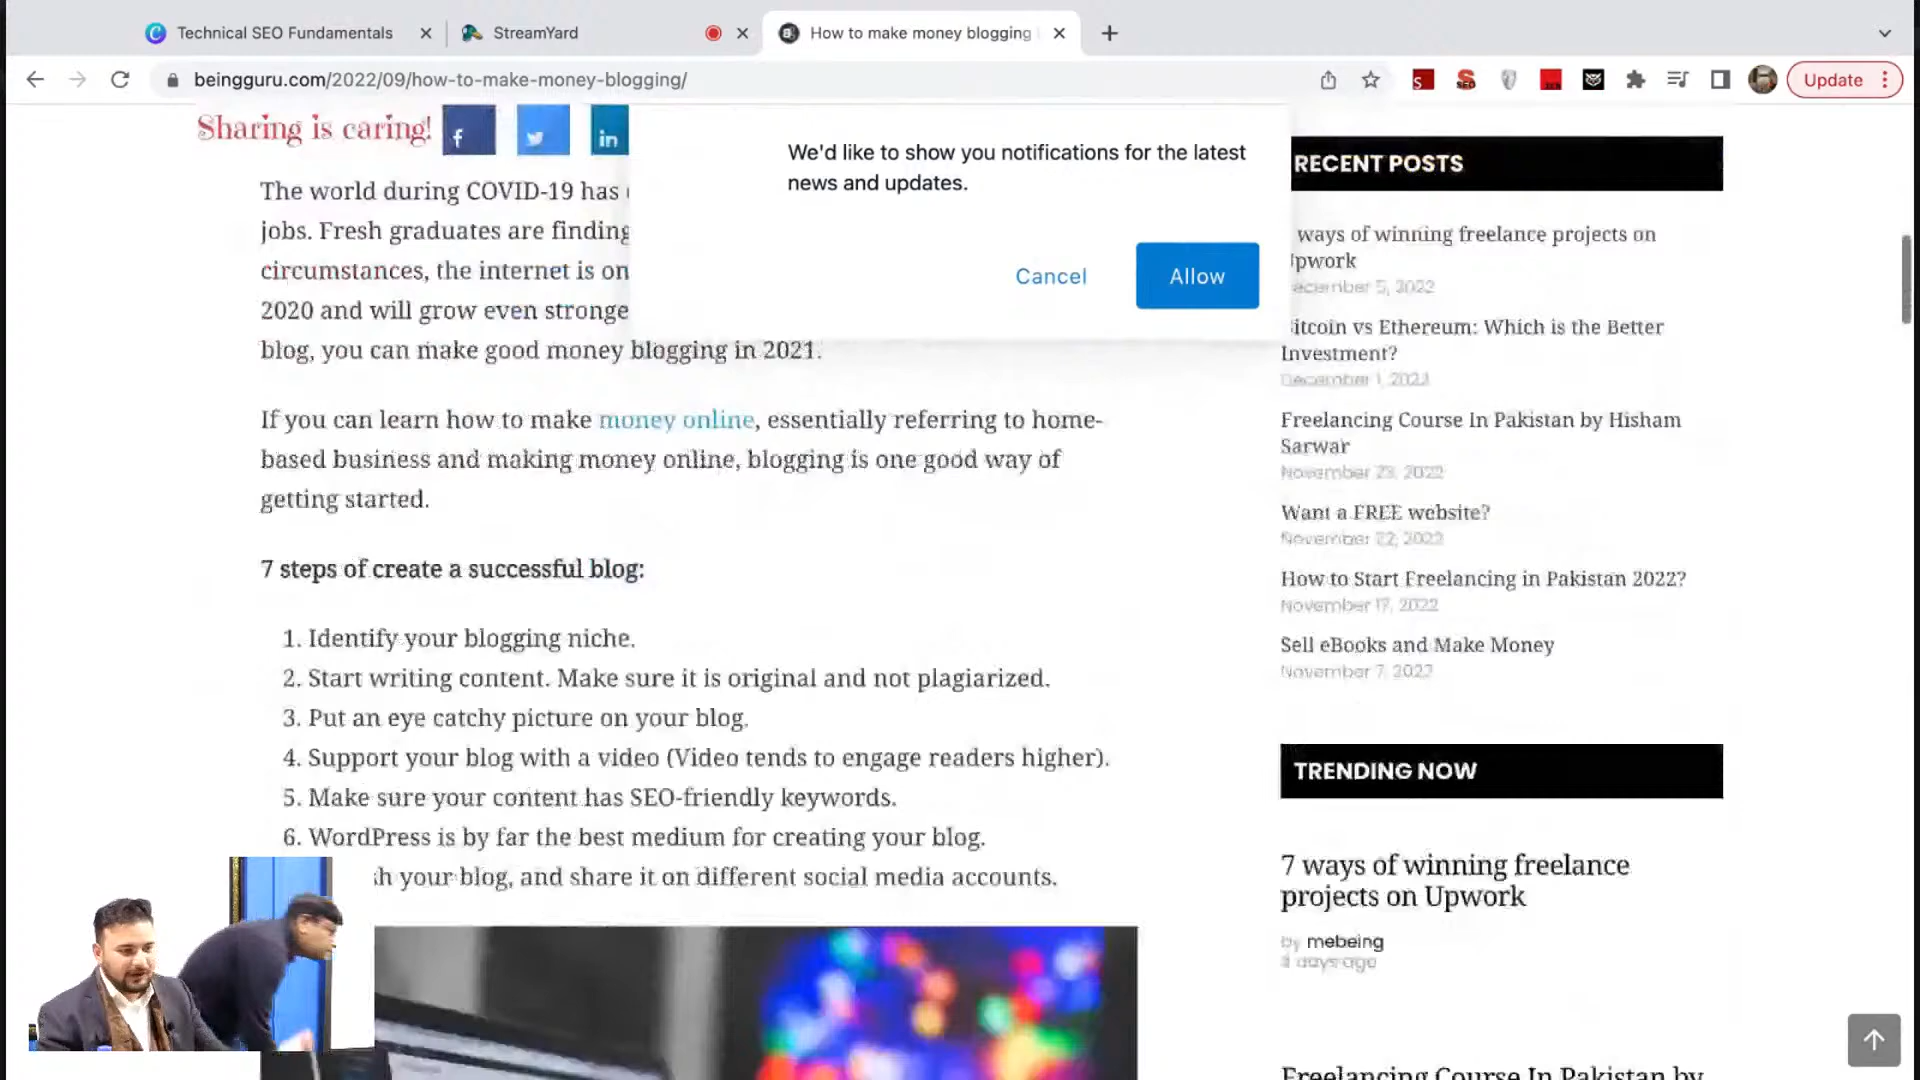 Technical SEO Fundamentals
StreamYard
How to make money blogging
beingguru.com/2022/09/how-to-make-money-blogging/
Update
Sharing is caring!
We'd like to show you notifications for the latest
news and updates.
Cancel
Allow
The world during COVID-19 has
jobs. Fresh graduates are finding
circumstances, the internet is on
2020 and will grow even stronge
blog, you can make good money blogging in 2021.
If you can learn how to make money online, essentially referring to home-
based business and making money online, blogging is one good way of
getting started.
7 steps of create a successful blog:
1. Identify your blogging niche.
2. Start writing content. Make sure it is original and not plagiarized.
3. Put an eye catchy picture on your blog.
4. Support your blog with a video (Video tends to engage readers higher).
5. Make sure your content has SEO-friendly keywords.
6. WordPress is by far the best medium for creating your blog.
h your blog, and share it on different social media accounts.
RECENT POSTS
ways of winning freelance projects on
Upwork
December 5, 2022
Bitcoin vs Ethereum: Which is the Better
Investment?
December 1, 2022
Freelancing Course In Pakistan by Hisham
Sarwar
November 23, 2022
Want a FREE website?
November 22, 2022
How to Start Freelancing in Pakistan 2022?
November 17, 2022
Sell eBooks and Make Money
November 7, 2022
TRENDING NOW
7 ways of winning freelance
projects on Upwork
by mebeing
4 days ago
Freelancing Course In Pakistan by